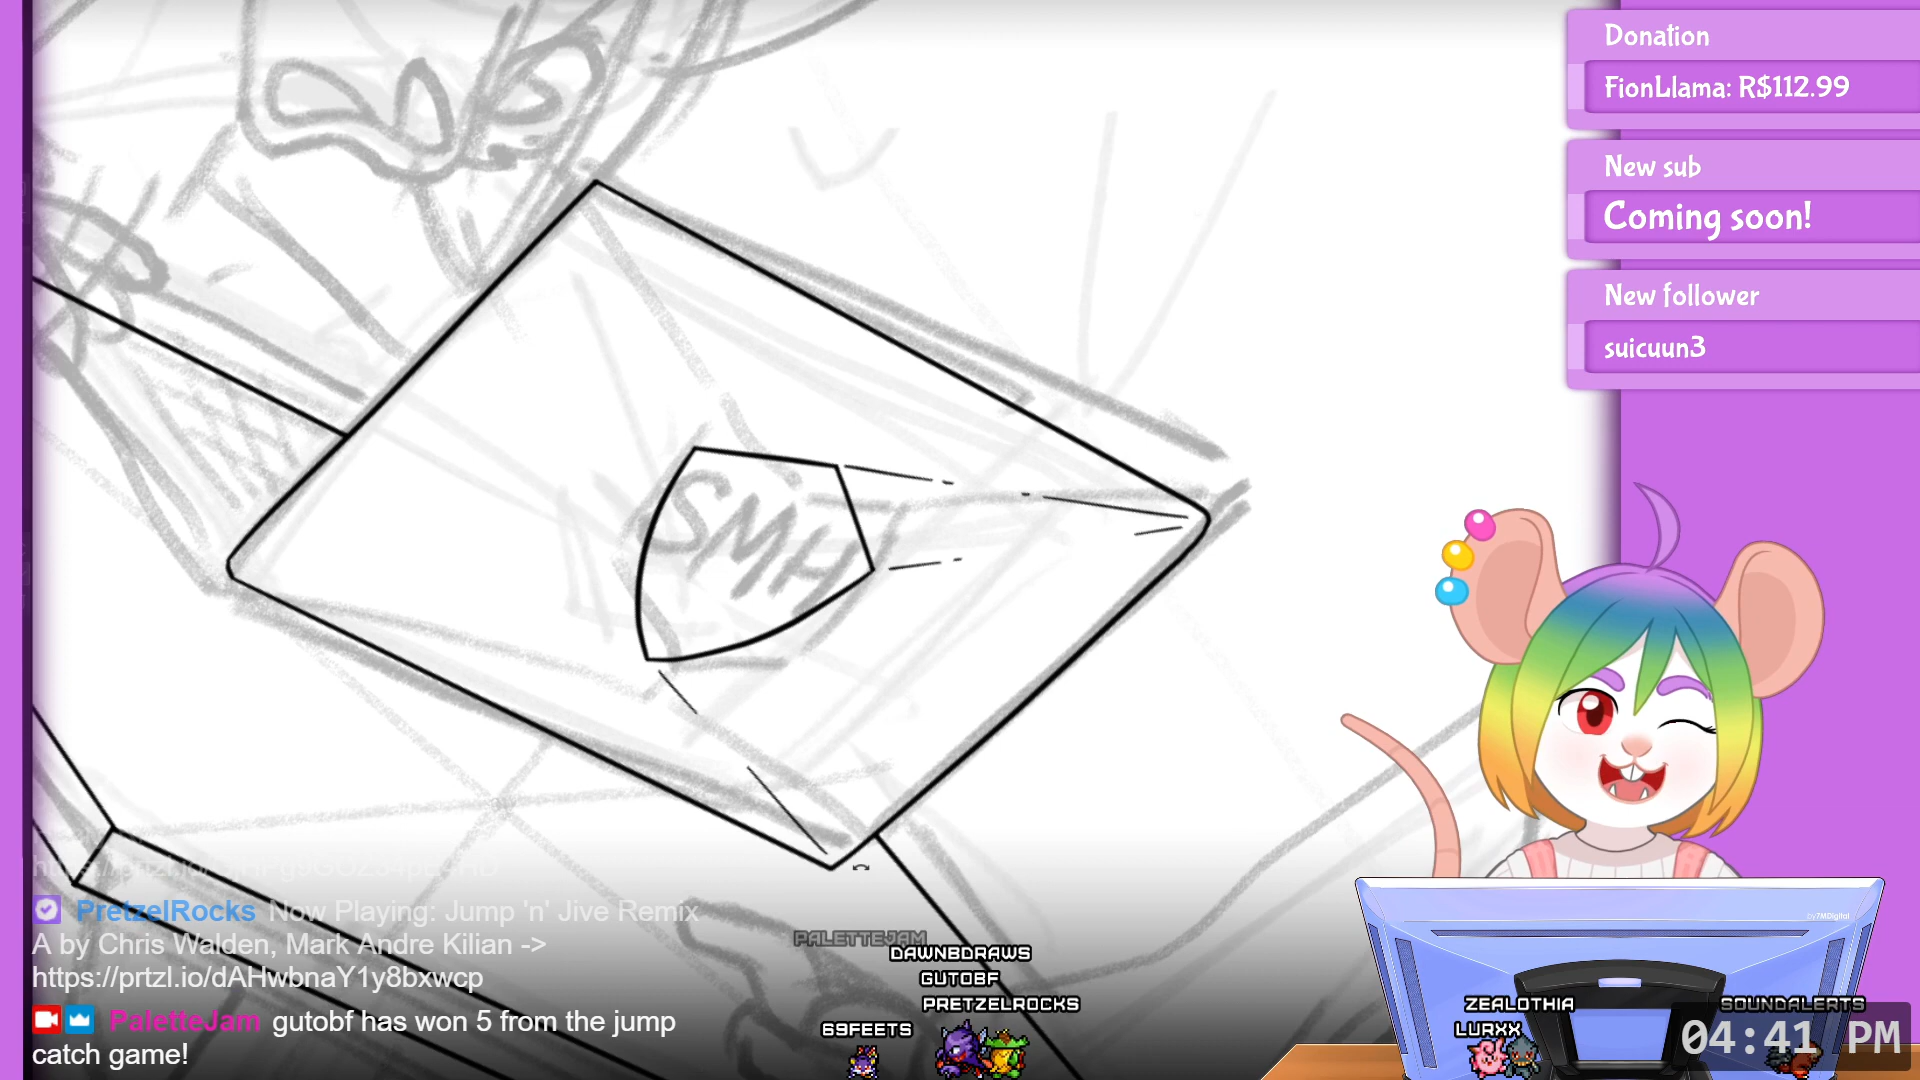 Donation
FionLlama: R$112.99
New sub
Coming soon!
New follower
suicuun3
SMH
PretzelRocks Now Playing: Jump 'n' Jive Remix
A by Chris Walden, Mark Andre Kilian ->
https://prtzl.io/dAHwbnaY1y8bxwcp
PaletteJam gutobf has won 5 from the jump
catch game!
PALETTEJAM
DAWNBDRAWS
GUTOBF
PRETZELROCKS
69FEETS
by7MDigital
ZEALOTHIA
SOUNDALERTS
LURXX
04:41 PM